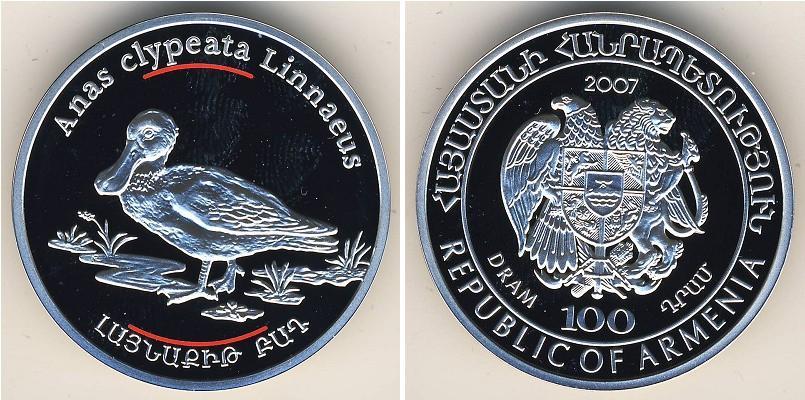 Anas clypeata Linnaeus
ԼԱՅՆԱՔԻԹ ԲԱԴ
ՀԱՅԱՍՏԱՆԻ ՀԱՆՐԱՊԵՏՈՒԹՅՈՒՆ
2007
DRAM
100
ԴՐԱՄ
REPUBLIC OF ARMENIA